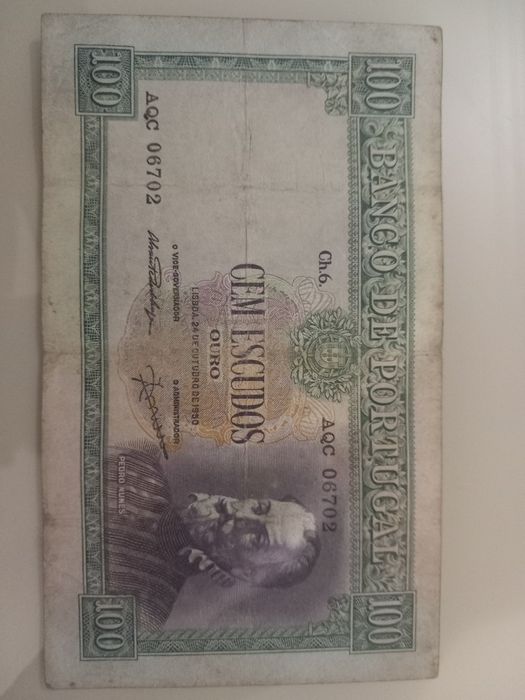 100 BANCO DE PORTUGAL 100
Ch.6. AQC 06702
CEM ESCUDOS
OURO
LISBOA, 24 DE OUTUBRO DE 1950
O VICE-GOVERNADOR O ADMINISTRADOR
AQC 06702
PEDRO NUNES
100 100